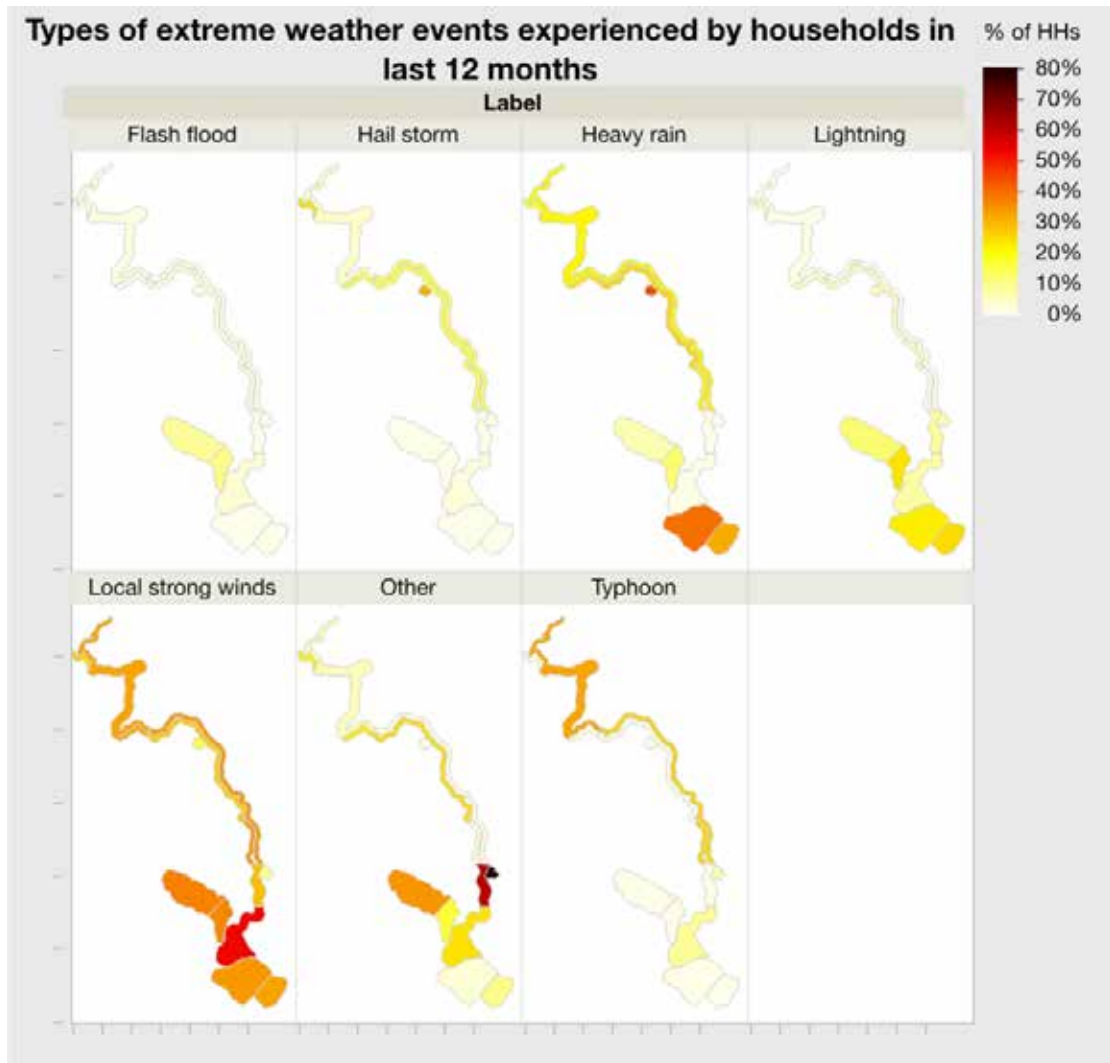 Types of extreme weather events experienced by households in
last 12 months
% of HHs
80%
70%
60%
50%
40%
30%
20%
10%
0%
Label
Flash flood
Hail storm
Heavy rain
Lightning
Local strong winds
Other
Typhoon